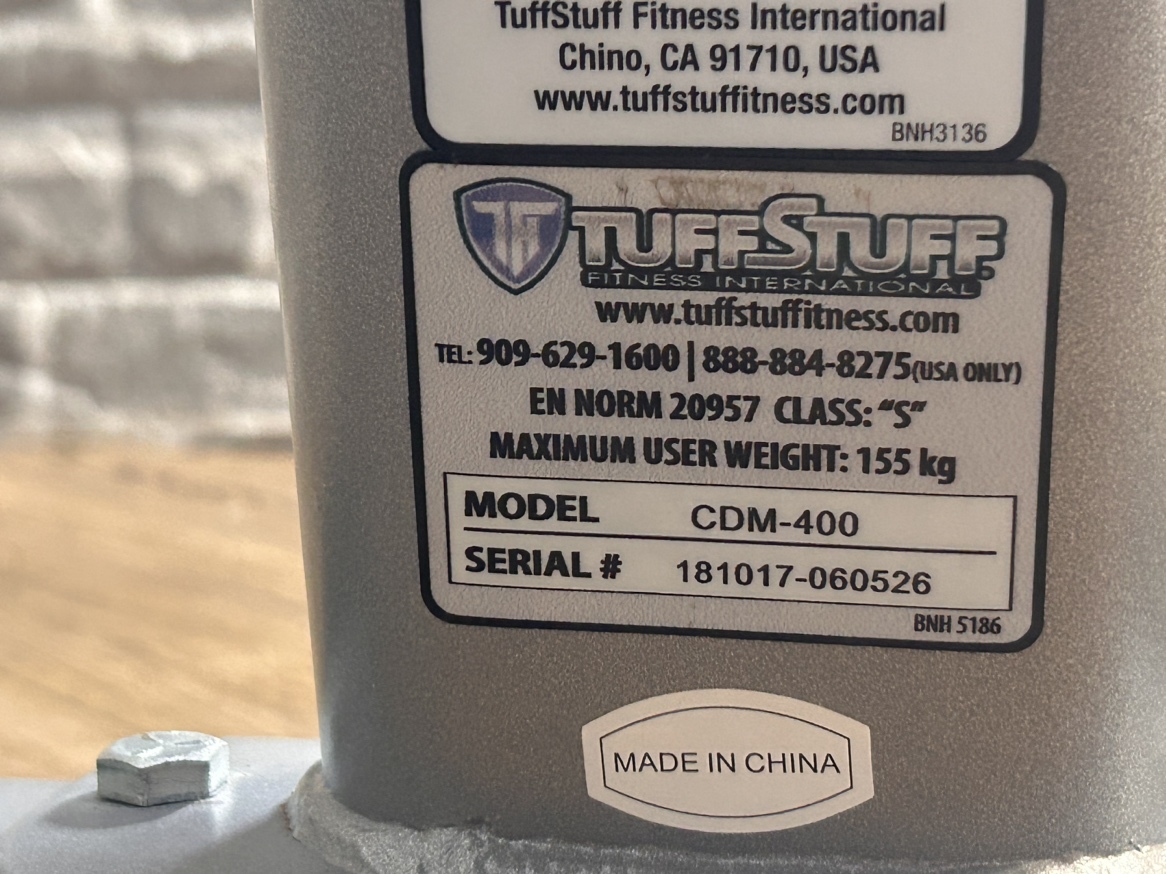 TuffStuff Fitness International
Chino, CA 91710, USA
www.tuffstuffitness.com
BNH3136
TF
TUFFSTUFF
FITNESS INTERNATIONAL
www.tuffstuffitness.com
TEL: 909-629-1600 | 888-884-8275(USA ONLY)
EN NORM 20957 CLASS: “S”
MAXIMUM USER WEIGHT: 155 kg
MODEL CDM-400
SERIAL # 181017-060526
BNH 5186
MADE IN CHINA